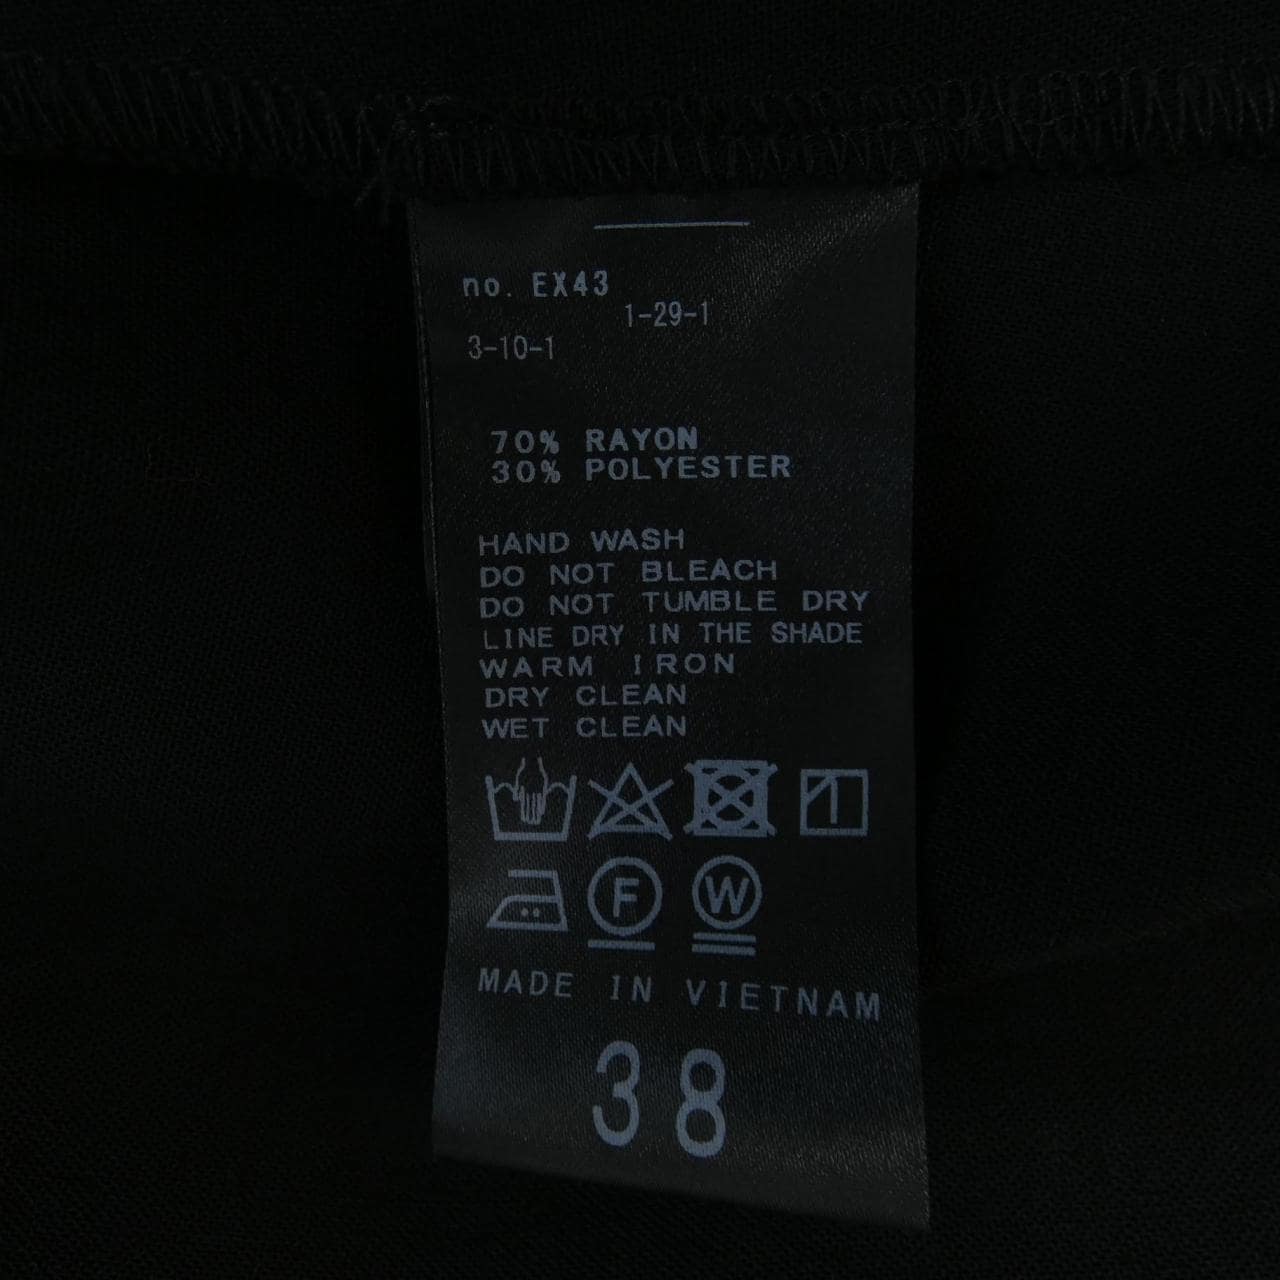 no. EX43
1-29-1
3-10-1
70% RAYON
30% POLYESTER
HAND WASH
DO NOT BLEACH
DO NOT TUMBLE DRY
LINE DRY IN THE SHADE
WARM IRON
DRY CLEAN
WET CLEAN
F W
MADE IN VIETNAM
38